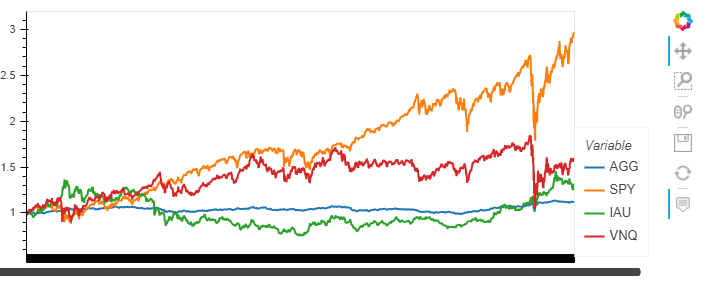 3
2.5
2
1.5
1
Variable
AGG
SPY
IAU
VNQ